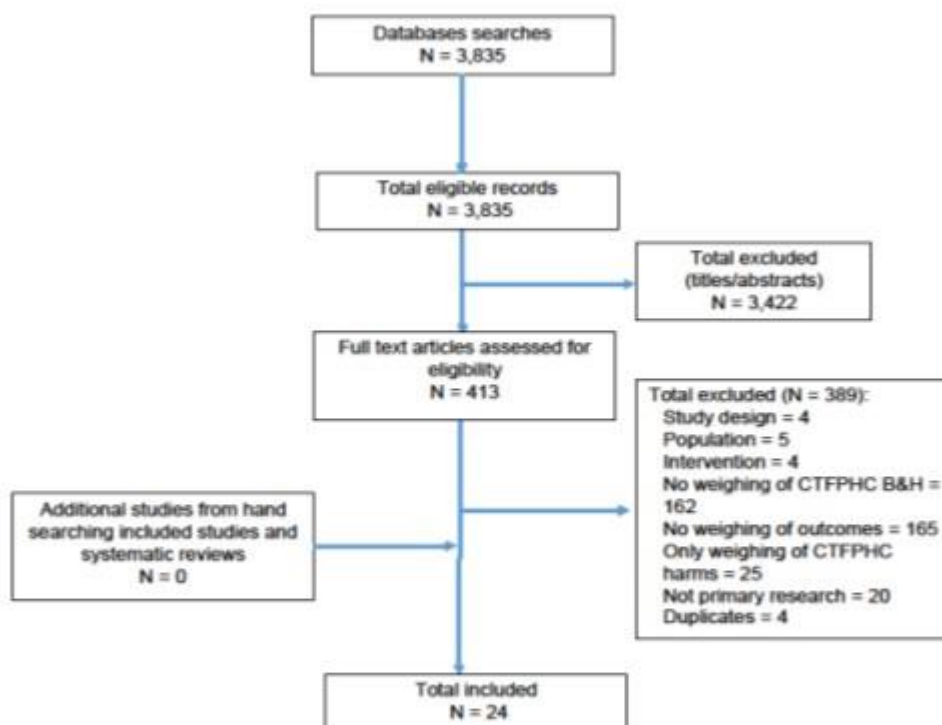 Databases searches
N = 3,835
Total eligible records
N = 3,835
Total excluded
(titles/abstracts)
N = 3,422
Full text articles assessed for
eligibility
N = 413
Total excluded (N = 389):
Study design = 4
Population = 5
Intervention = 4
No weighing of CTFPHC B&H =
162
No weighing of outcomes = 165
Only weighing of CTFPHC
harms = 25
Not primary research = 20
Duplicates = 4
Additional studies from hand
searching included studies and
systematic reviews
N = 0
Total included
N = 24